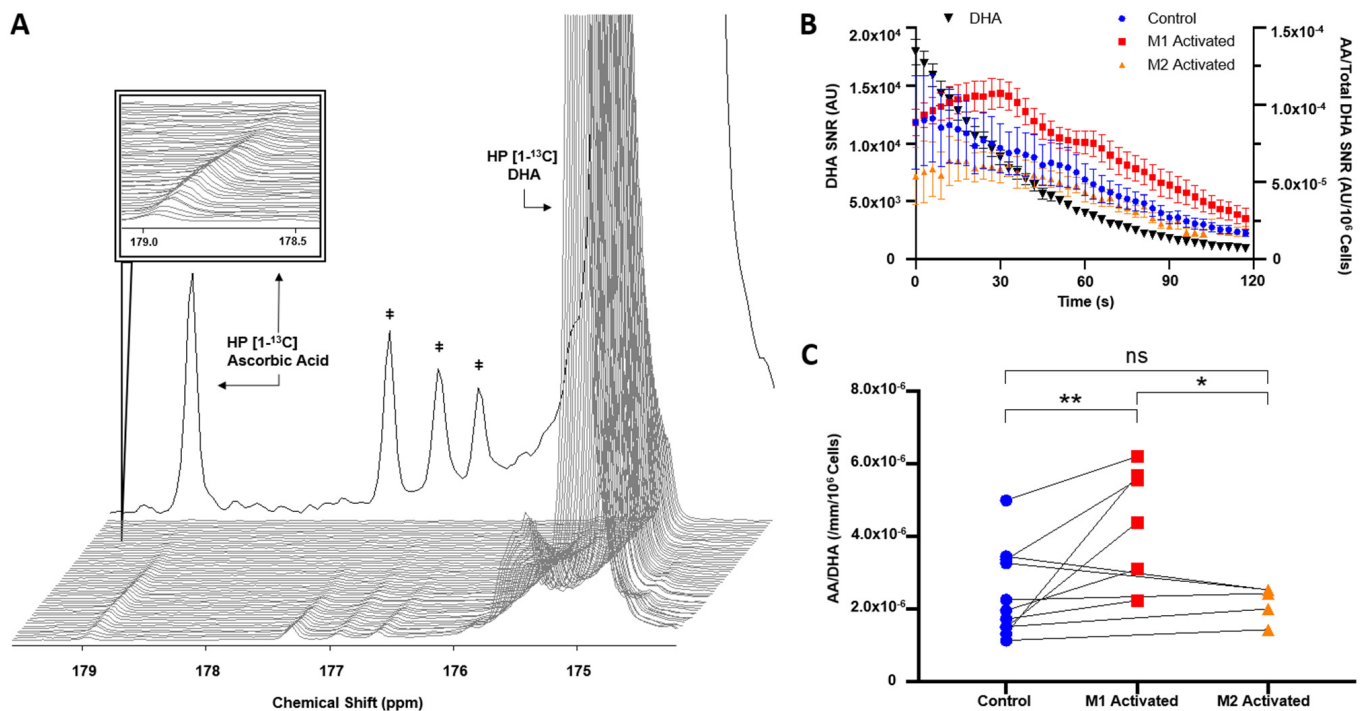 A
179.0
178.5
HP [1-¹³C]
Ascorbic Acid
ǂ
ǂ
ǂ
HP [1-¹³C]
DHA
179
178
177
176
175
Chemical Shift (ppm)
B
DHA
Control
M1 Activated
M2 Activated
2.0x10⁴
1.5x10⁴
1.0x10⁴
5.0x10³
0
DHA SNR (AU)
1.5x10⁻⁴
1.0x10⁻⁴
5.0x10⁻⁵
0
AA/Total DHA SNR (AU/10⁶ Cells)
0
30
60
90
120
Time (s)
C
ns
**
*
8.0x10⁻⁶
6.0x10⁻⁶
4.0x10⁻⁶
2.0x10⁻⁶
0
AA/DHA (/mm/10⁶ Cells)
Control
M1 Activated
M2 Activated